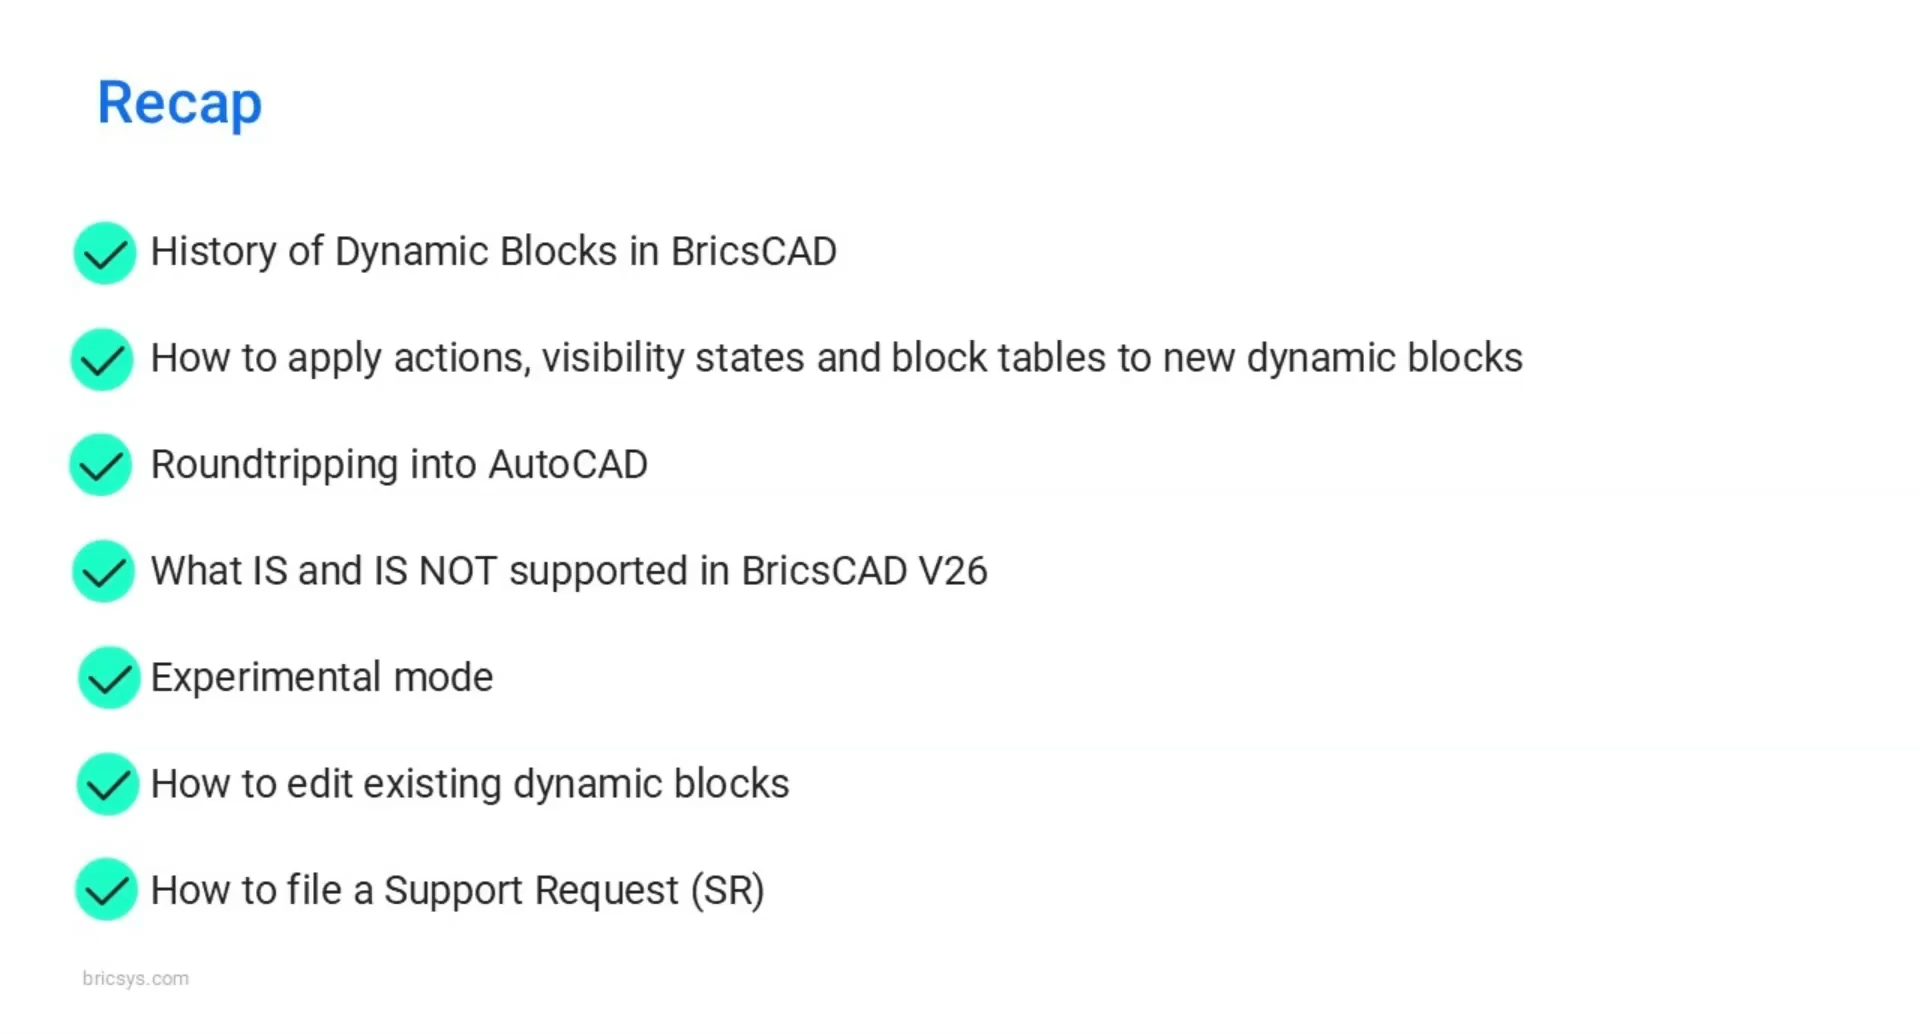 Recap
History of Dynamic Blocks in BricsCAD
How to apply actions, visibility states and block tables to new dynamic blocks
Roundtripping into AutoCAD
What IS and IS NOT supported in BricsCAD V26
Experimental mode
How to edit existing dynamic blocks
How to file a Support Request (SR)
bricsys.com